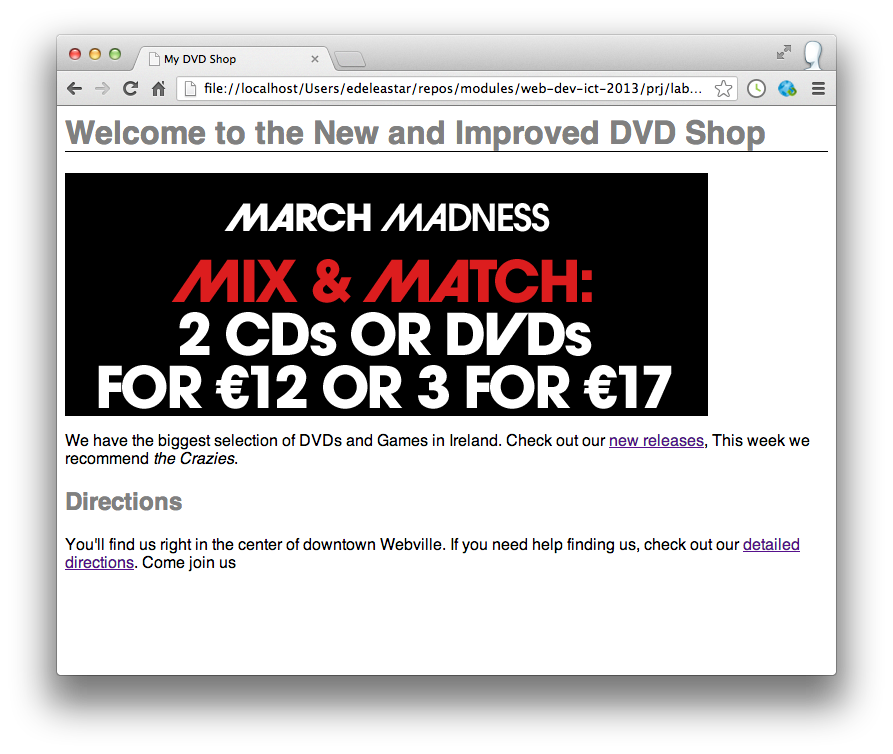 My DVD Shop
file://localhost/Users/edeleastar/repos/modules/web-dev-ict-2013/prj/lab...
Welcome to the New and Improved DVD Shop
MARCH MADNESS
MIX & MATCH:
2 CDs OR DVDs
FOR €12 OR 3 FOR €17
We have the biggest selection of DVDs and Games in Ireland. Check out our new releases, This week we
recommend the Crazies.
Directions
You'll find us right in the center of downtown Webville. If you need help finding us, check out our detailed
directions. Come join us